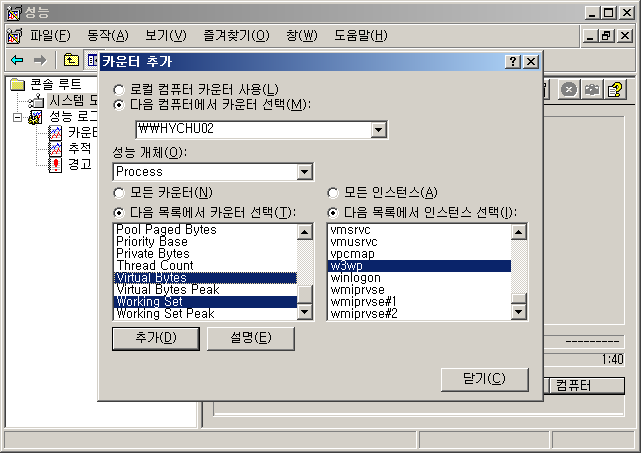 성능
파일(F) 동작(A) 보기(V) 즐겨찾기(O) 창(W) 도움말(H)
콘솔 루트
시스템 모
성능 로그
카운터
추적
경고
카운터 추가
로컬 컴퓨터 카운터 사용(L)
다음 컴퓨터에서 카운터 선택(M):
₩₩HYCHU02
성능 개체(O):
Process
모든 카운터(N)
다음 목록에서 카운터 선택(T):
Pool Paged Bytes
Priority Base
Private Bytes
Thread Count
Virtual Bytes
Virtual Bytes Peak
Working Set
Working Set Peak
모든 인스턴스(A)
다음 목록에서 인스턴스 선택(I):
vmsrvc
vmusrvc
vpcmap
w3wp
winlogon
wmiprvse
wmiprvse#1
wmiprvse#2
추가(D) 설명(E)
닫기(C)
---------
1:40
컴퓨터